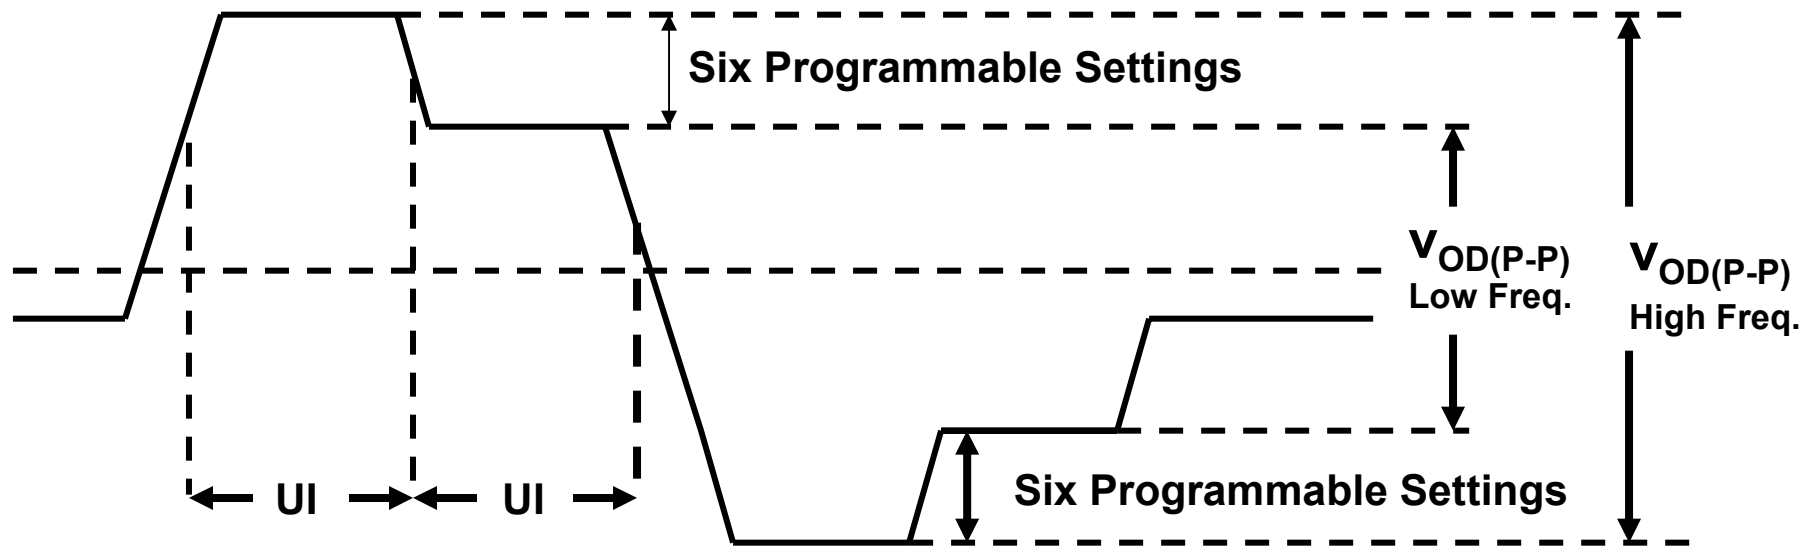 Six Programmable Settings
VOD(P-P)
Low Freq.
VOD(P-P)
High Freq.
UI
UI
Six Programmable Settings